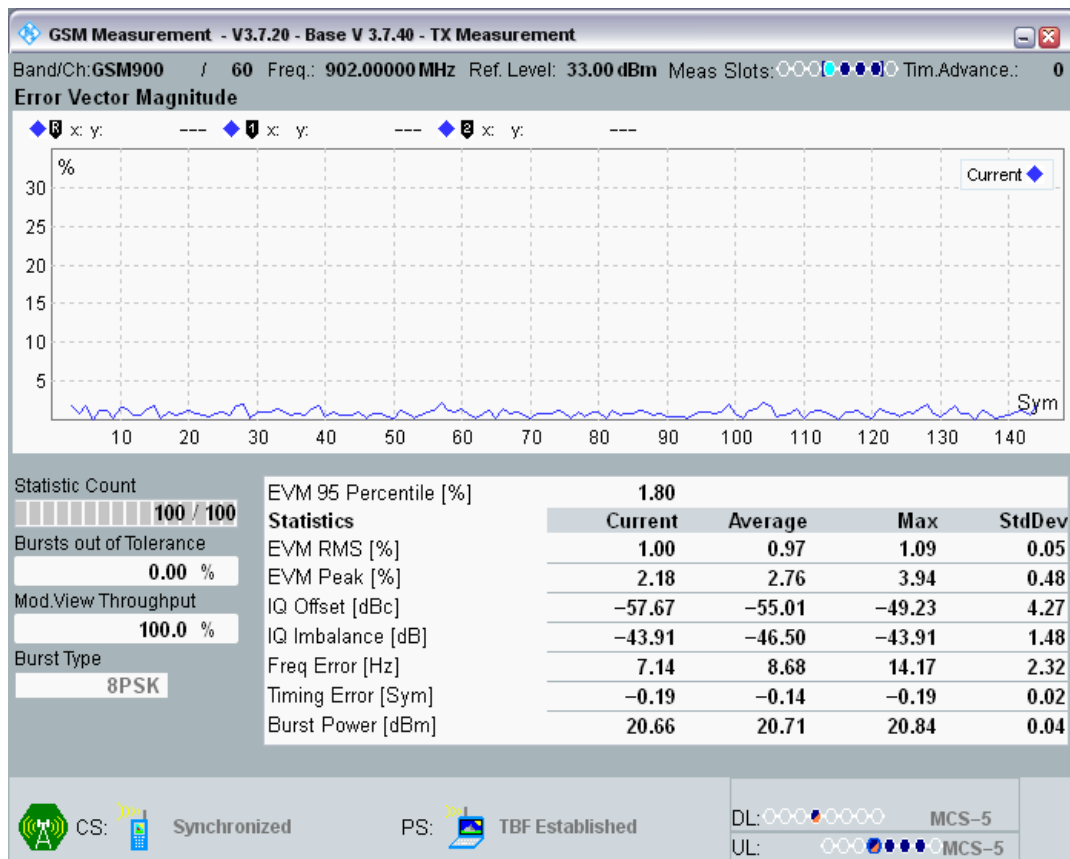 GSM Measurement - V3.7.20 - Base V 3.7.40 - TX Measurement
Band/Ch:GSM900 / 60 Freq.: 902.00000 MHz Ref. Level: 33.00 dBm Meas Slots: Tim.Advance.: 0
Error Vector Magnitude
R x: y: --- 1 x: y: --- 2 x: y: ---
%
Current
30
25
20
15
10
5
Sym
10 20 30 40 50 60 70 80 90 100 110 120 130 140
Statistic Count
100 / 100
Bursts out of Tolerance
0.00 %
Mod.View Throughput
100.0 %
Burst Type
8PSK
EVM 95 Percentile [%] 1.80
Statistics Current Average Max StdDev
EVM RMS [%] 1.00 0.97 1.09 0.05
EVM Peak [%] 2.18 2.76 3.94 0.48
IQ Offset [dBc] −57.67 −55.01 −49.23 4.27
IQ Imbalance [dB] −43.91 −46.50 −43.91 1.48
Freq Error [Hz] 7.14 8.68 14.17 2.32
Timing Error [Sym] −0.19 −0.14 −0.19 0.02
Burst Power [dBm] 20.66 20.71 20.84 0.04
CS: Synchronized PS: TBF Established
DL: MCS−5
UL: MCS−5